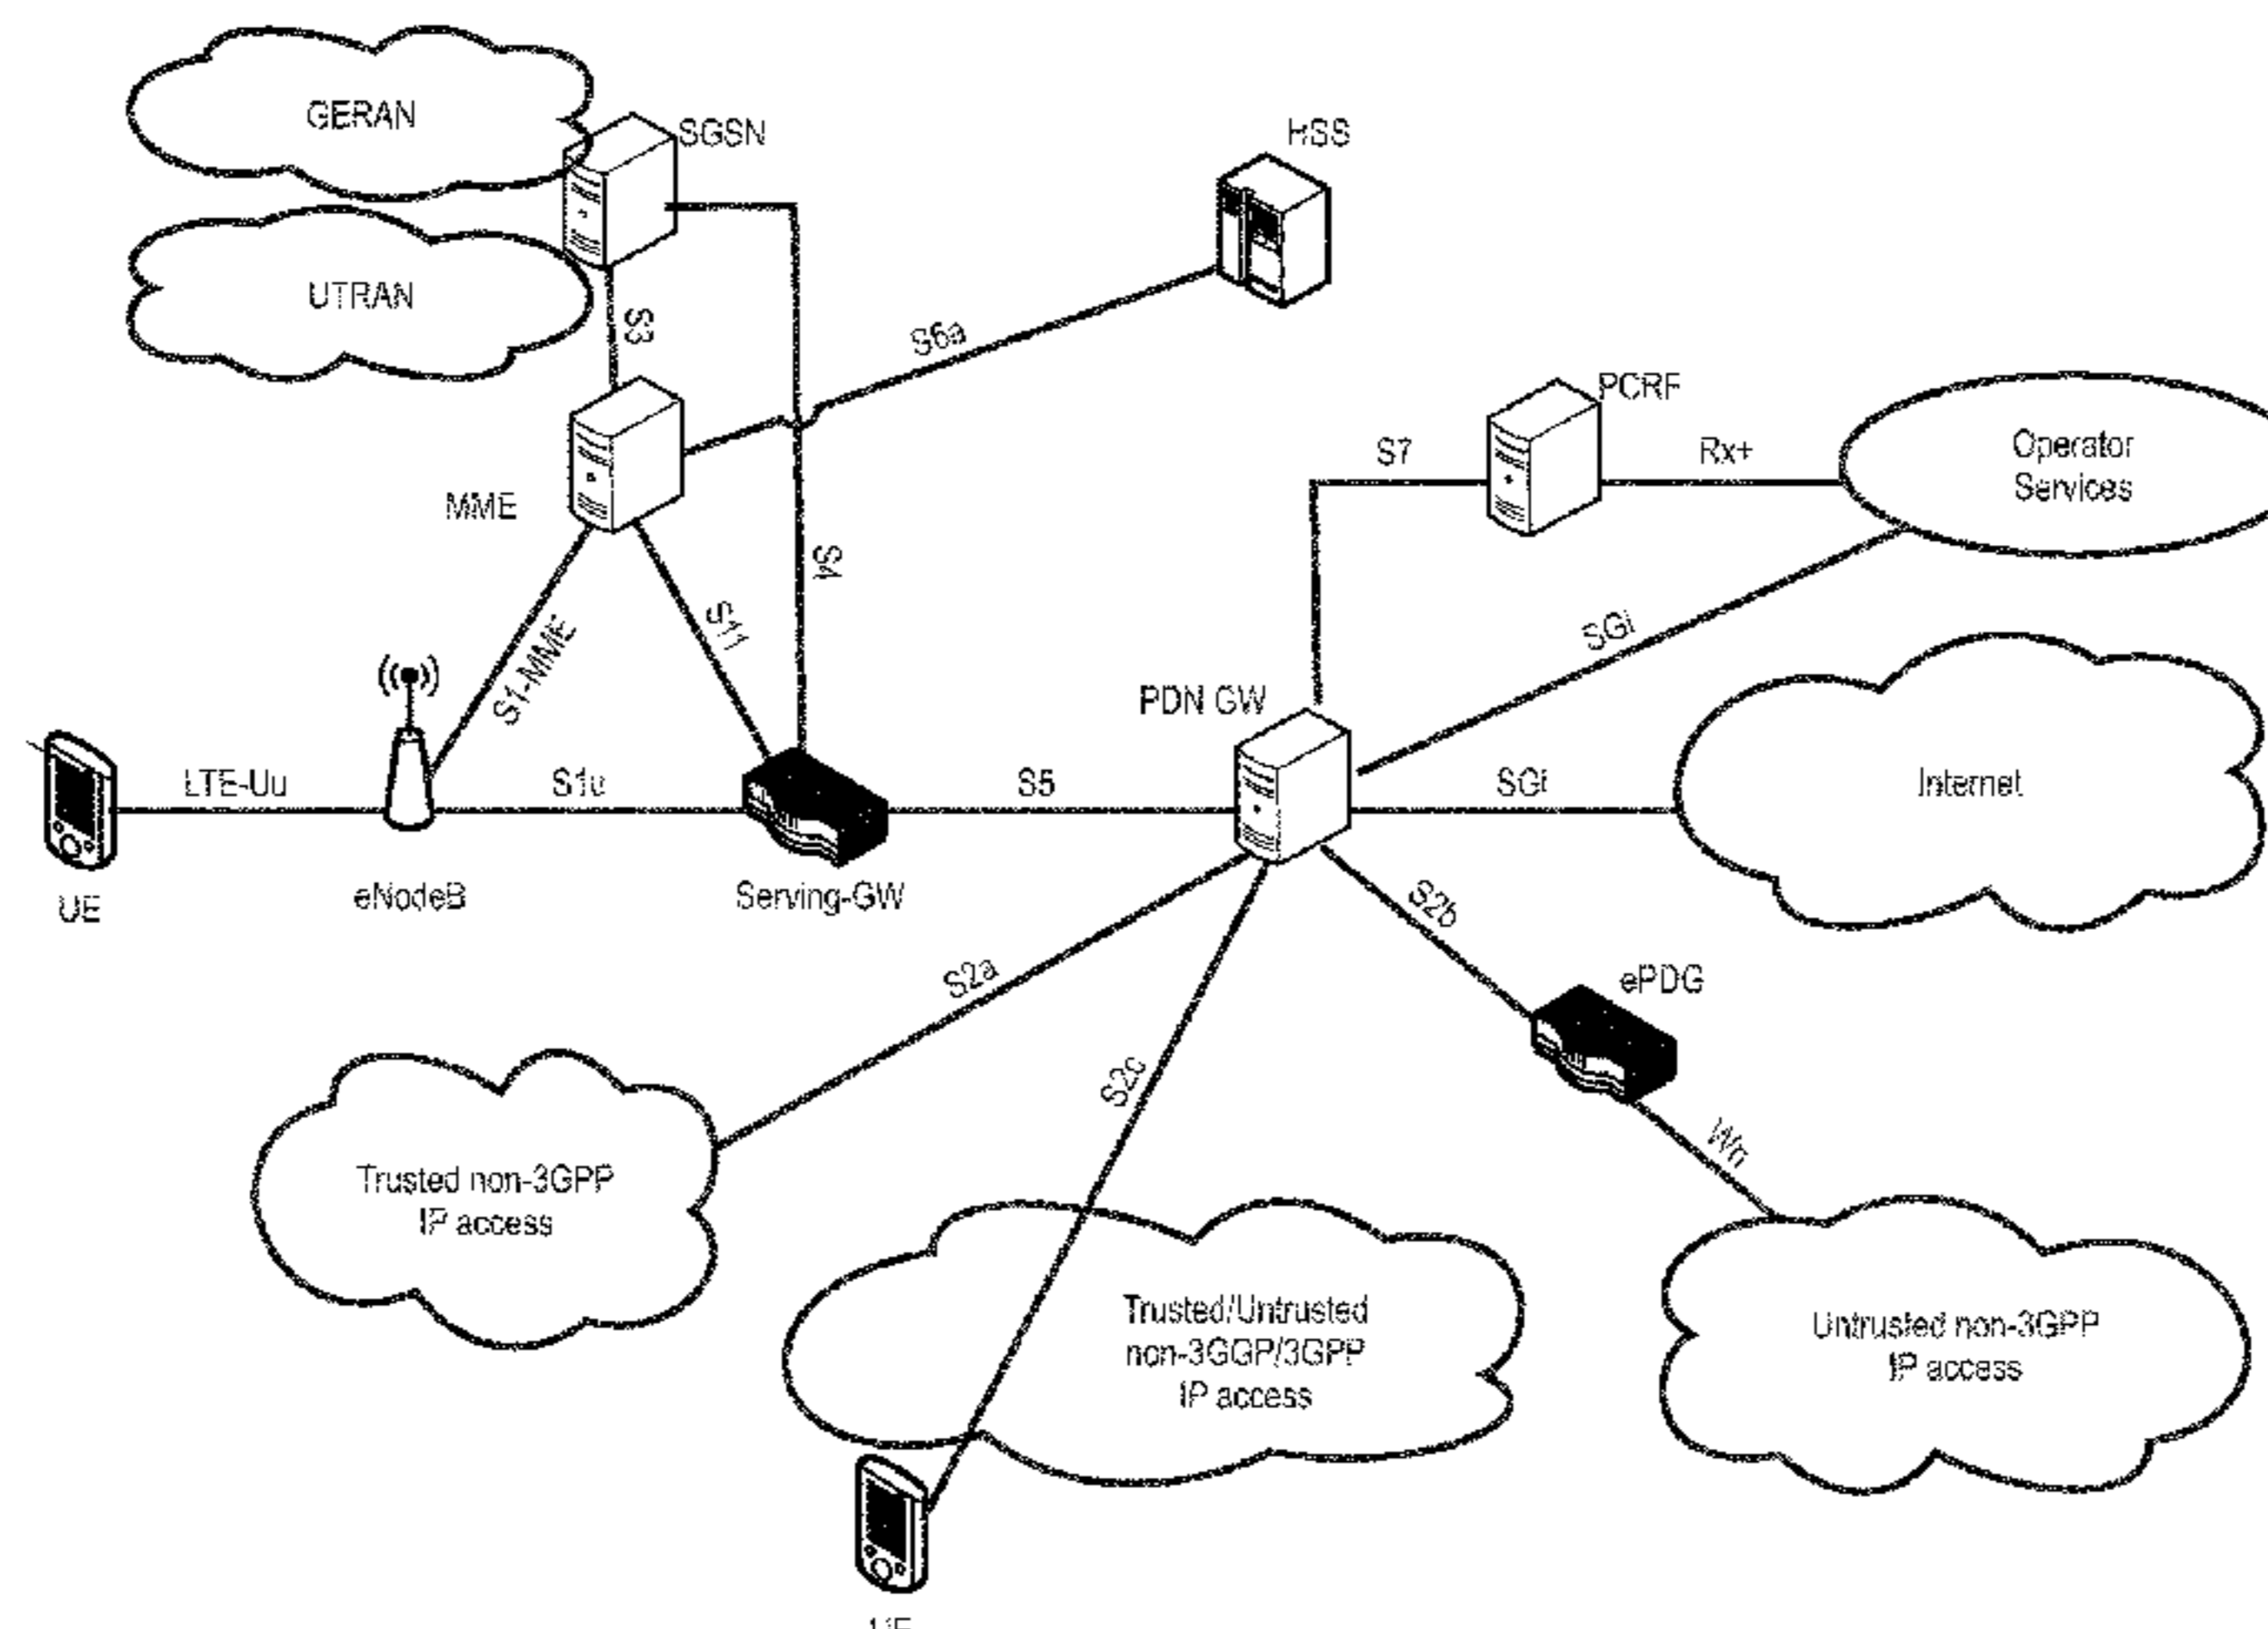 GERAN
SGSN
HSS
UTRAN
S3
S6a
PCRF
Operator
Services
S7
Rx+
MME
S4
S11
S1-MME
SGi
PDN GW
LTE-Uu
S1u
S5
SGi
Internet
UE
eNodeB
Serving-GW
S2b
S2a
ePDG
S2c
Wn
Trusted non-3GPP
IP access
Trusted/Untrusted
non-3GGP/3GPP
IP access
Untrusted non-3GPP
IP access
UE